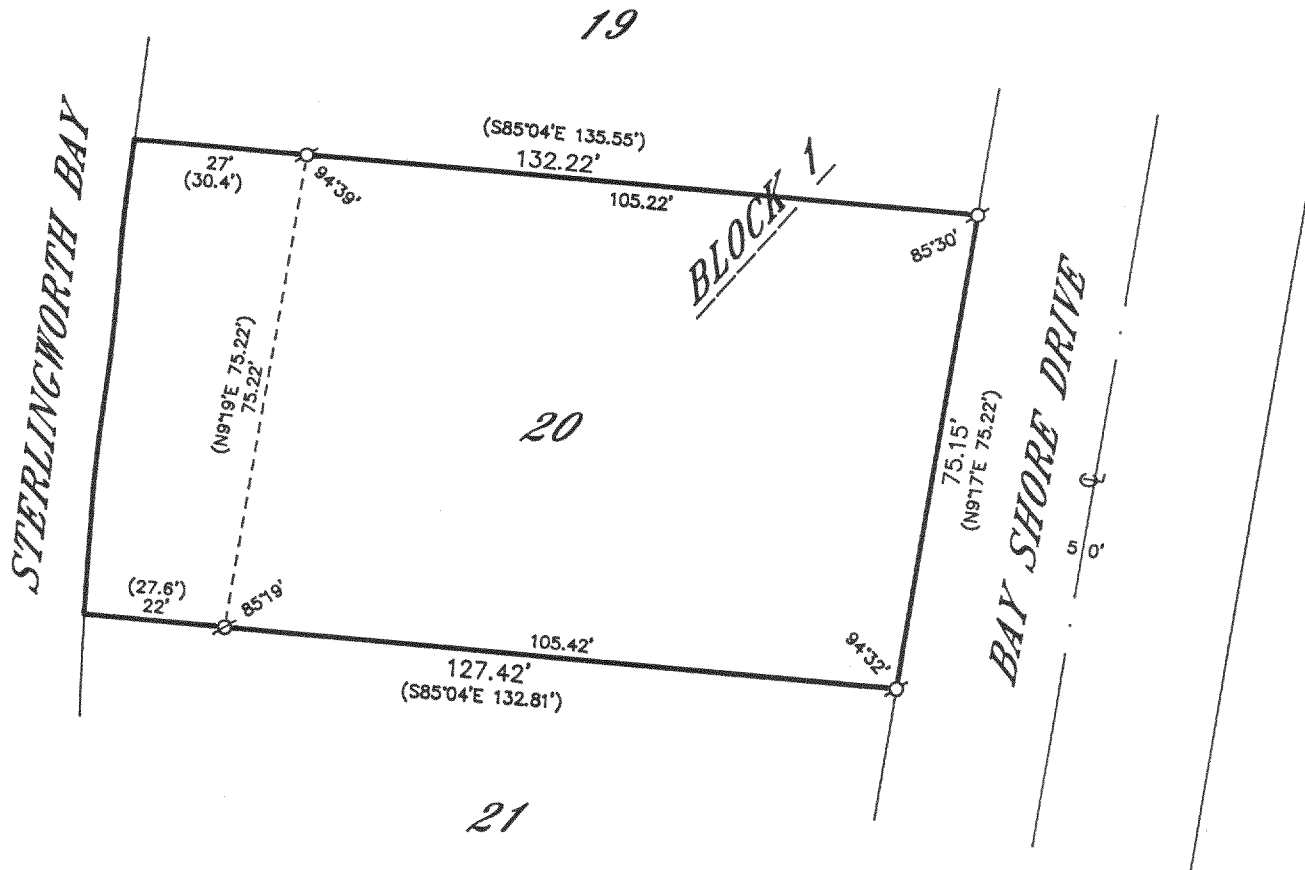 19
(S85°04'E 135.55')
132.22'
27'
(30.4')
94°39'
105.22'
BLOCK 1
85°30'
STERLINGWORTH BAY
(N9°19'E 75.22')
75.22'
20
75.15'
(N9°17'E 75.22')
BAY SHORE DRIVE
50'
(27.6')
22'
85°19'
105.42'
94°32'
127.42'
(S85°04'E 132.81')
21